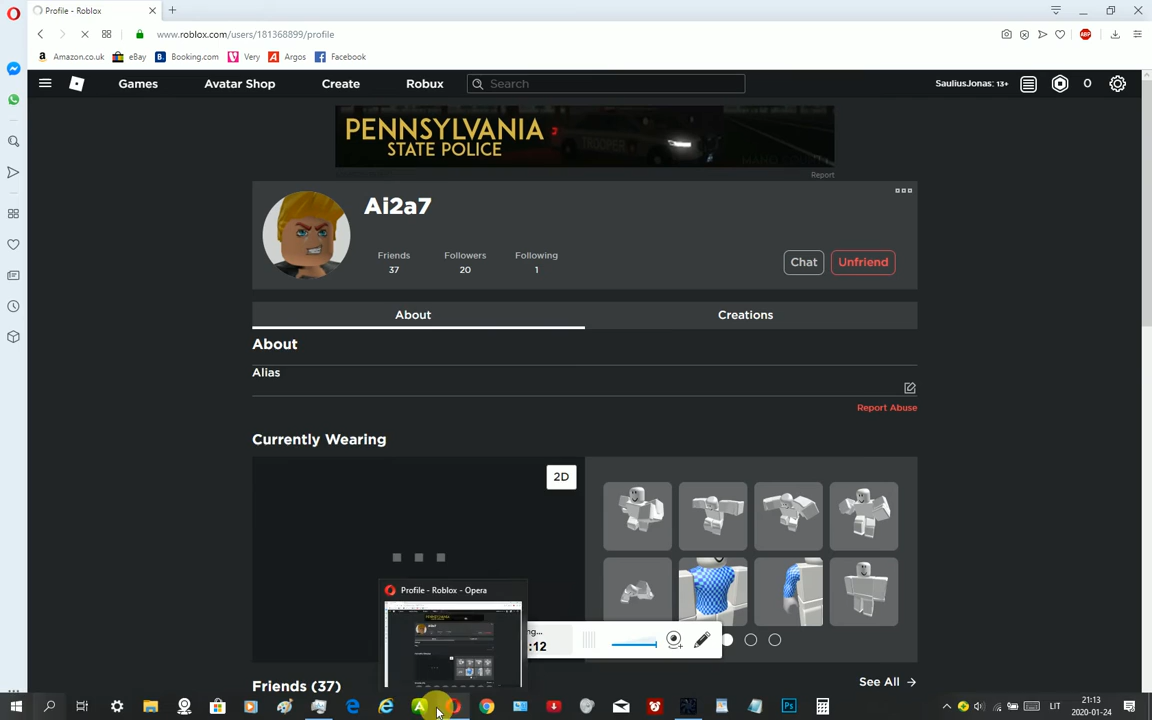 Profile - Roblox
www.roblox.com/users/181368899/profile
Amazon.co.uk eBay Booking.com Very Argos Facebook
Games Avatar Shop Create Robux Search SauliusJonas: 13+ 0
PENNSYLVANIA
STATE POLICE
TROOPER
Report
Ai2a7
Friends Followers Following
37 20 1
Chat Unfriend
About Creations
About
Alias
Report Abuse
Currently Wearing
2D
Profile - Roblox - Opera
:12
Friends (37) See All
LIT
21:13
2020-01-24